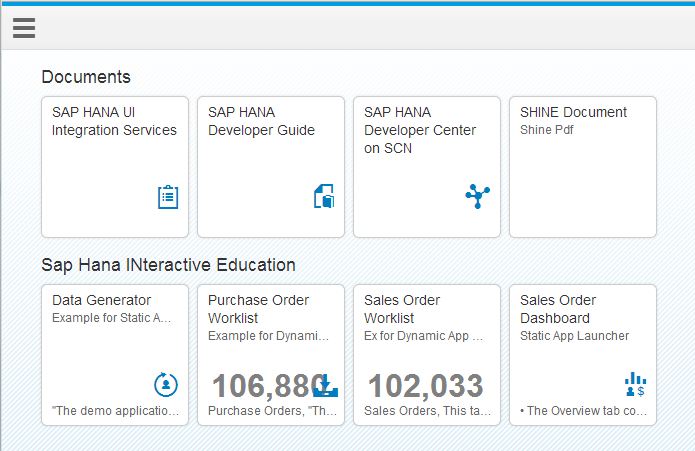 Documents
SAP HANA UI
Integration Services
SAP HANA
Developer Guide
SAP HANA
Developer Center
on SCN
SHINE Document
Shine Pdf
Sap Hana INteractive Education
Data Generator
Example for Static A...
"The demo applicatio...
Purchase Order
Worklist
Example for Dynami...
106,880
Purchase Orders, "Th...
Sales Order
Worklist
Ex for Dynamic App ...
102,033
Sales Orders, This ta...
Sales Order
Dashboard
Static App Launcher
$
• The Overview tab co...